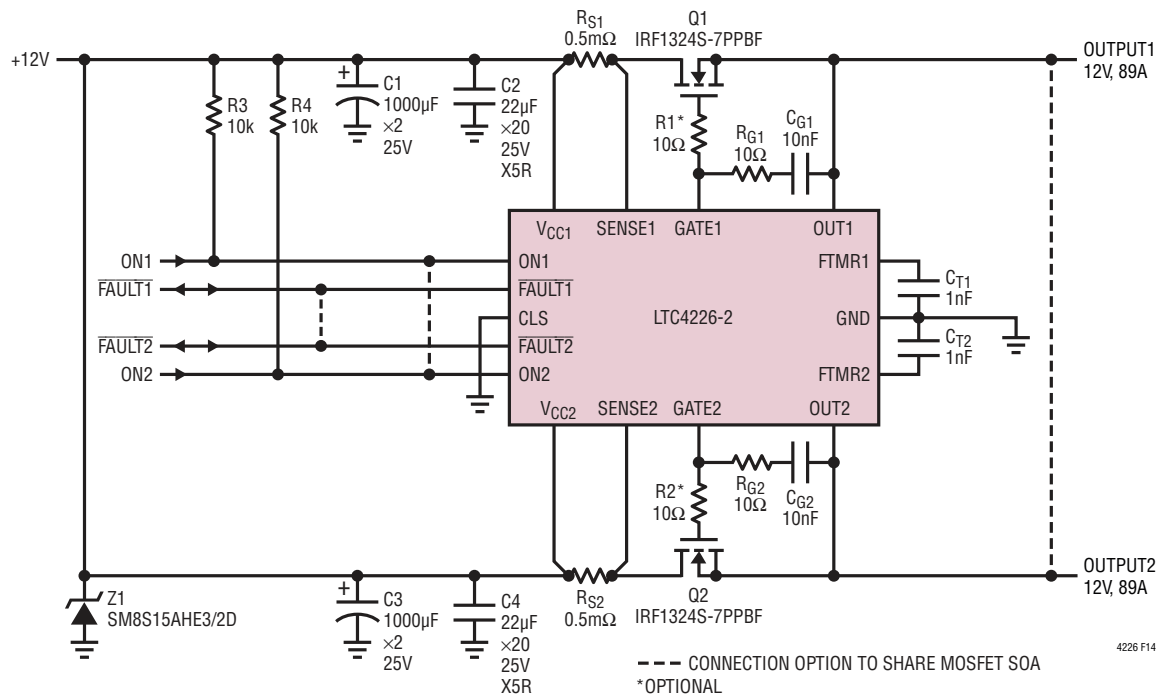 +12V
RS1
0.5mΩ
Q1
IRF1324S-7PPBF
OUTPUT1
12V, 89A
R3
10k
R4
10k
+
C1
1000µF
×2
25V
C2
22µF
×20
25V
X5R
R1*
10Ω
RG1
10Ω
CG1
10nF
VCC1
SENSE1
GATE1
OUT1
ON1
FAULT1
FAULT2
ON2
ON1
FAULT1
CLS
FAULT2
ON2
LTC4226-2
FTMR1
GND
FTMR2
CT1
1nF
CT2
1nF
VCC2
SENSE2
GATE2
OUT2
R2*
10Ω
RG2
10Ω
CG2
10nF
Z1
SM8S15AHE3/2D
+
C3
1000µF
×2
25V
C4
22µF
×20
25V
X5R
RS2
0.5mΩ
Q2
IRF1324S-7PPBF
OUTPUT2
12V, 89A
4226 F14
CONNECTION OPTION TO SHARE MOSFET SOA
*OPTIONAL